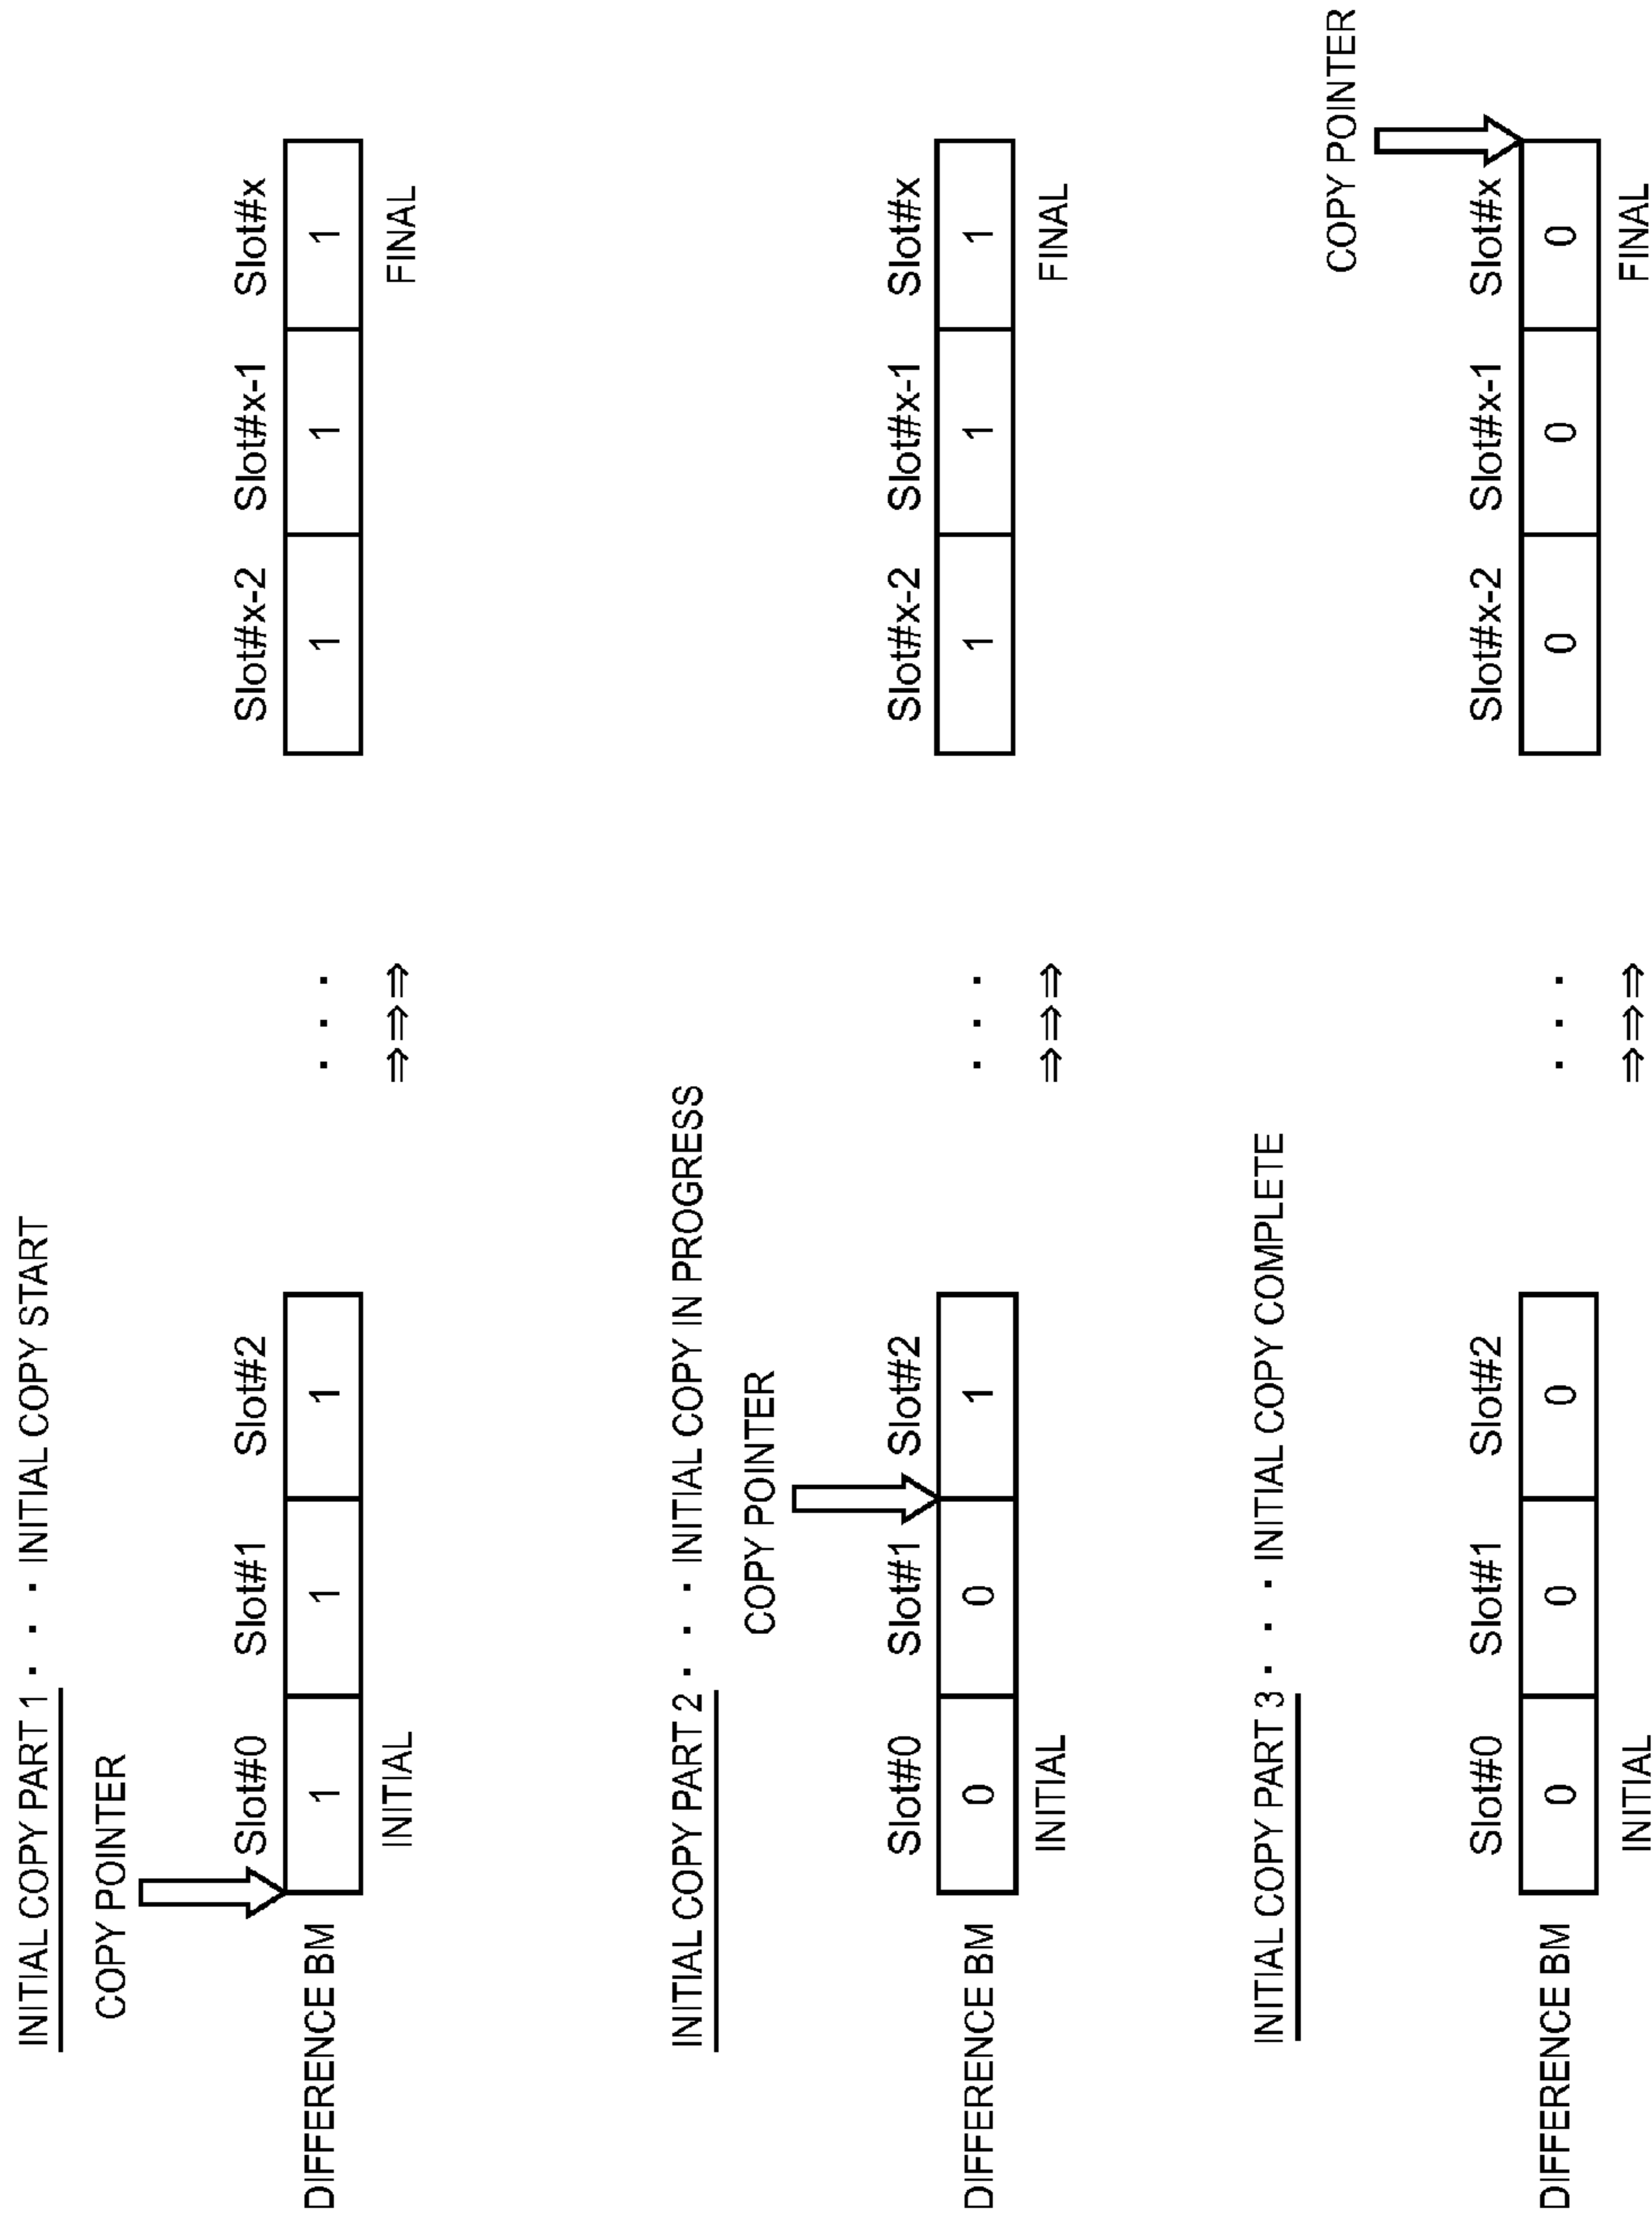 INITIAL COPY PART 1 · · · INITIAL COPY START
COPY POINTER
Slot#0 Slot#1 Slot#2 Slot#x-2 Slot#x-1 Slot#x
DIFFERENCE BM 1 1 1 · · · 1 1 1
INITIAL ⇒⇒⇒ FINAL
INITIAL COPY PART 2 · · · INITIAL COPY IN PROGRESS
COPY POINTER
Slot#0 Slot#1 Slot#2 Slot#x-2 Slot#x-1 Slot#x
DIFFERENCE BM 0 0 1 · · · 1 1 1
INITIAL ⇒⇒⇒ FINAL
INITIAL COPY PART 3 · · · INITIAL COPY COMPLETE
COPY POINTER
Slot#0 Slot#1 Slot#2 Slot#x-2 Slot#x-1 Slot#x
DIFFERENCE BM 0 0 0 · · · 0 0 0
INITIAL ⇒⇒⇒ FINAL